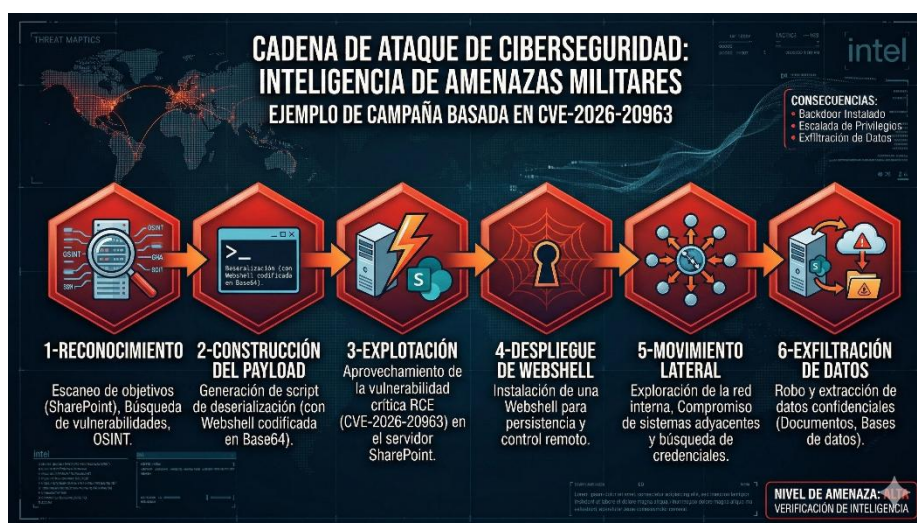 THREAT MAPTICS
CADENA DE ATAQUE DE CIBERSEGURIDAD:
INTELIGENCIA DE AMENAZAS MILITARES
EJEMPLO DE CAMPAÑA BASADA EN CVE-2026-20963
intel
CONSECUENCIAS:
• Backdoor Instalado
• Escalada de Privilegios
• Exfiltración de Datos
OSINT
OSINT
>_
Deseralización (con
Webshell codificada
en Base64).
S
S
1-RECONOCIMIENTO
Escaneo de objetivos
(SharePoint), Búsqueda
de vulnerabilidades,
OSINT.
2-CONSTRUCCIÓN
DEL PAYLOAD
Generación de script
de deserialización (con
Webshell codificada
en Base64).
3-EXPLOTACIÓN
Aprovechamiento de
la vulnerabilidad
crítica RCE
(CVE-2026-20963) en
el servidor
SharePoint.
4-DESPLIEGUE
DE WEBSHELL
Instalación de una
Webshell para
persistencia y
control remoto.
5-MOVIMIENTO
LATERAL
Exploración de la red
interna, Compromiso
de sistemas adyacentes
y búsqueda de
credenciales.
6-EXFILTRACIÓN
DE DATOS
Robo y extracción de
datos confidenciales
(Documentos, Bases
de datos).
intel
NIVEL DE AMENAZA: ALTA
VERIFICACIÓN DE INTELIGENCIA